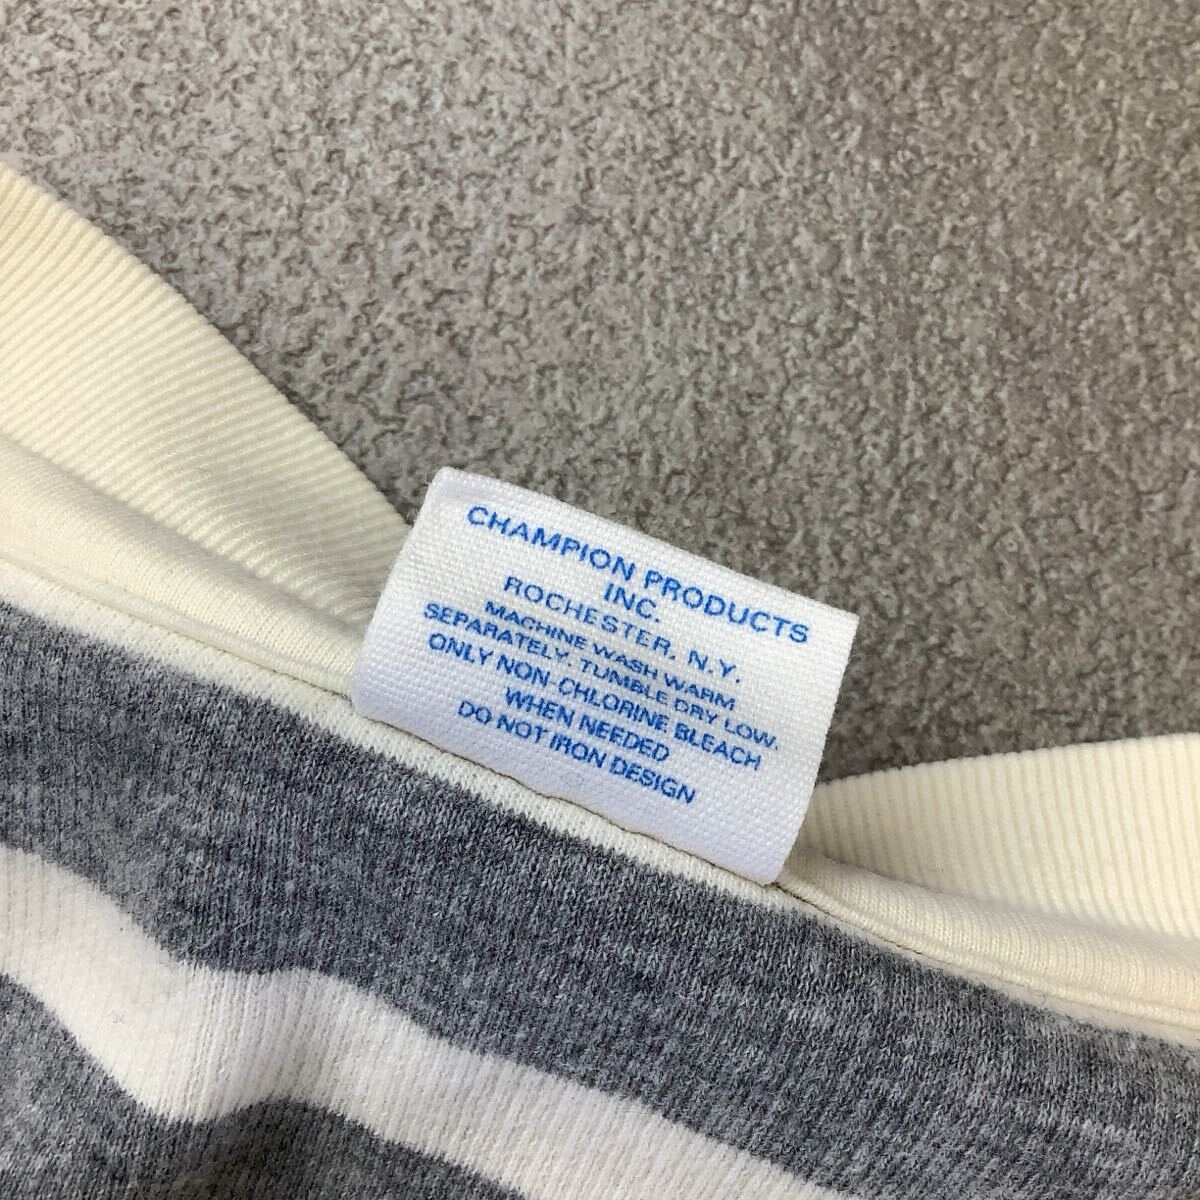 CHAMPION PRODUCTS
INC.
ROCHESTER, N.Y.
MACHINE WASH WARM
SEPARATELY. TUMBLE DRY LOW.
ONLY NON-CHLORINE BLEACH
WHEN NEEDED
DO NOT IRON DESIGN